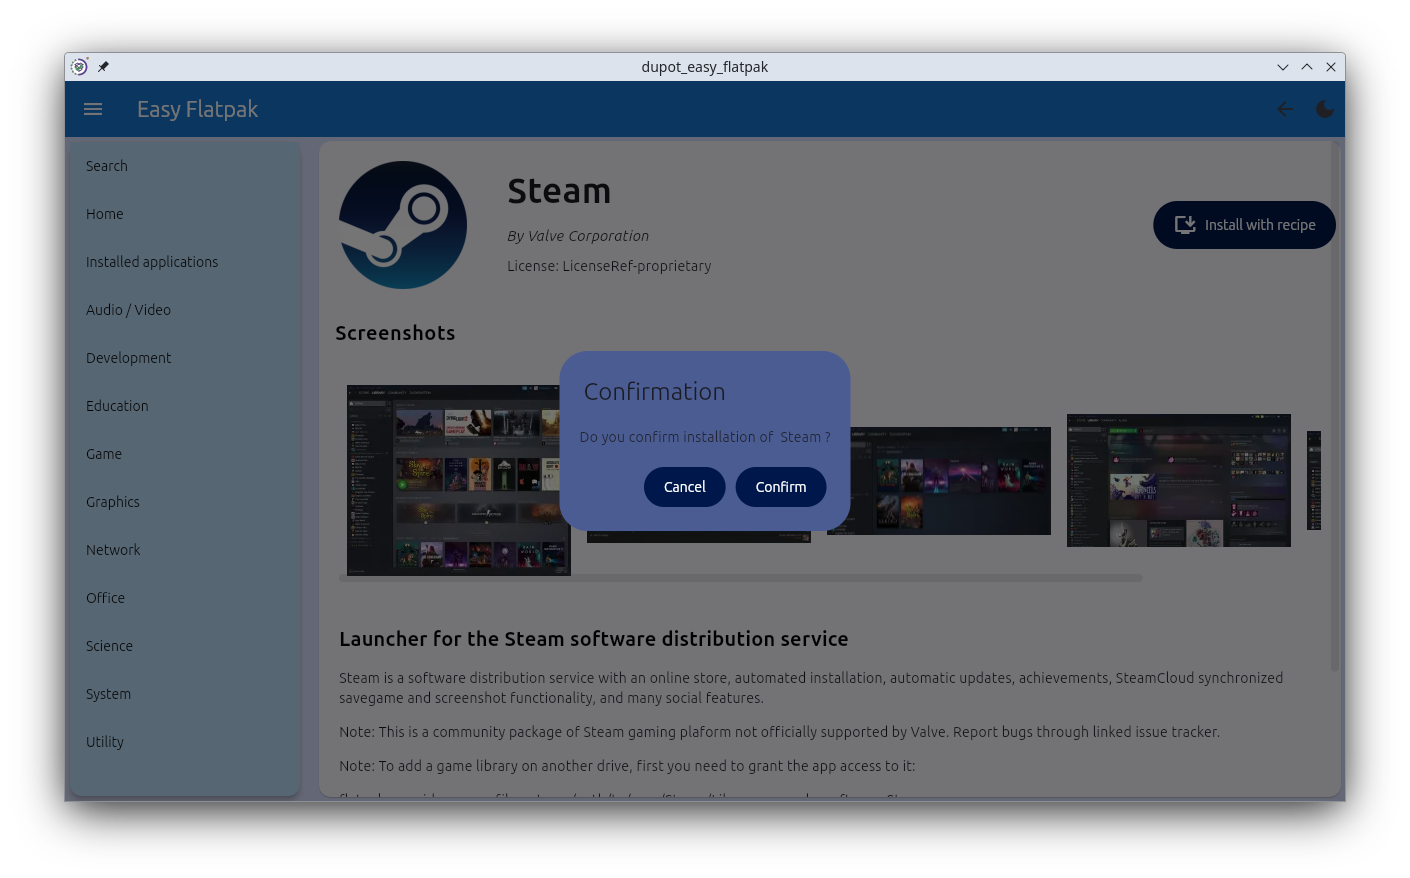 dupot_easy_flatpak
Easy Flatpak
Search
Home
Installed applications
Audio / Video
Development
Education
Game
Graphics
Network
Office
Science
System
Utility
Steam
By Valve Corporation
License: LicenseRef-proprietary
Install with recipe
Screenshots
Confirmation
Do you confirm installation of  Steam ?
Cancel
Confirm
Launcher for the Steam software distribution service
Steam is a software distribution service with an online store, automated installation, automatic updates, achievements, SteamCloud synchronized
savegame and screenshot functionality, and many social features.
Note: This is a community package of Steam gaming plaform not officially supported by Valve. Report bugs through linked issue tracker.
Note: To add a game library on another drive, first you need to grant the app access to it: